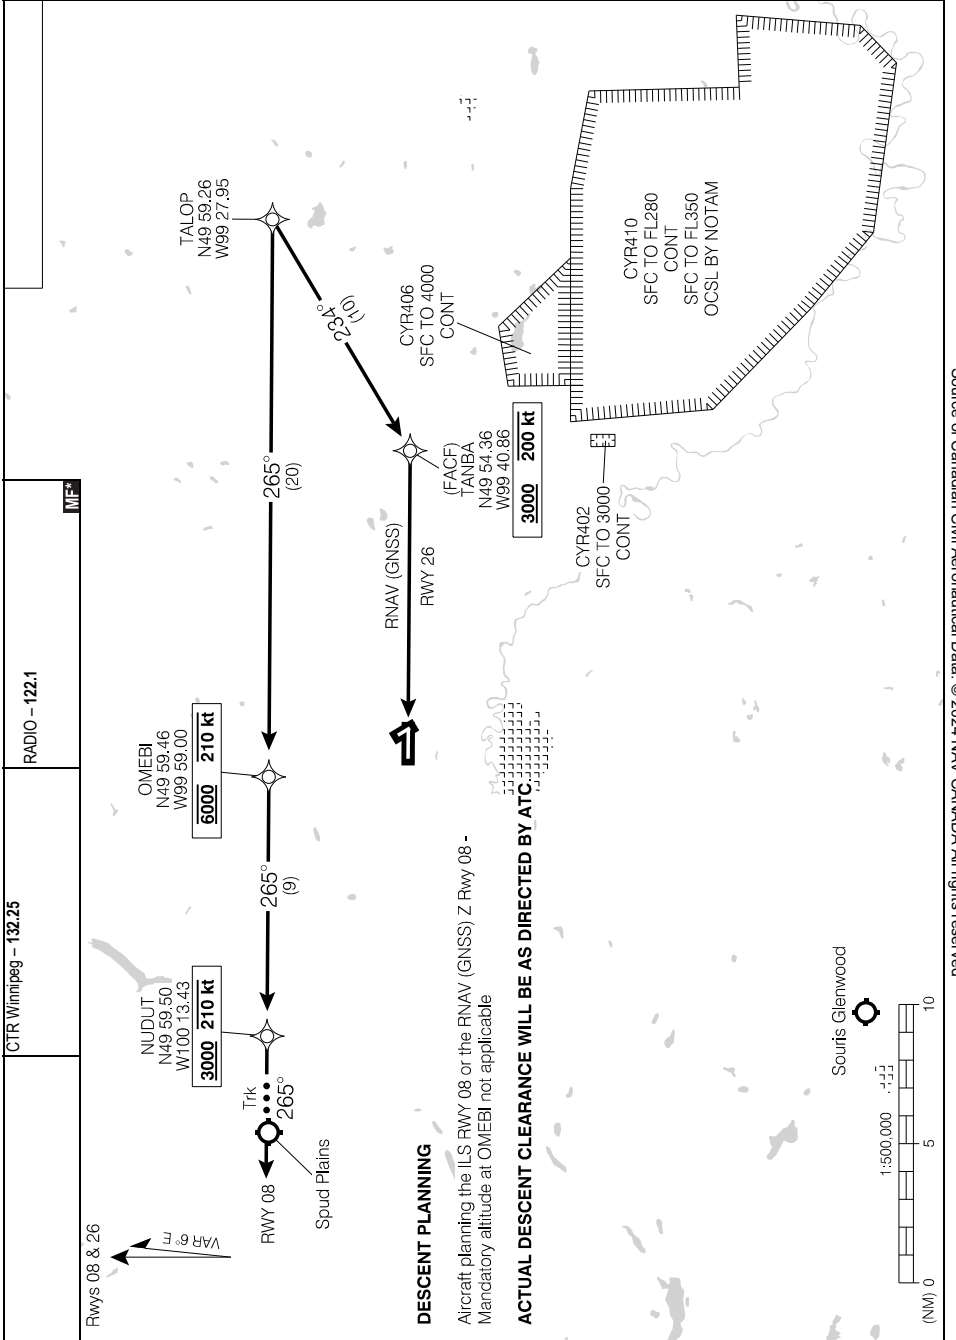 CTR Winnipeg – 132.25
RADIO – 122.1
MF*
Rwys 08 & 26
VAR 6° E
RWY 08
Spud Plains
Trk
265°
NUDUT
N49 59.50
W100 13.43
3000 210 kt
265°
(9)
OMEBI
N49 59.46
W99 59.00
6000 210 kt
265°
(20)
TALOP
N49 59.26
W99 27.95
234°
(10)
RNAV (GNSS)
RWY 26
1
(FACF)
TANBA
N49 54.36
W99 40.86
3000 200 kt
CYR406
SFC TO 4000
CONT
CYR402
SFC TO 3000
CONT
CYR410
SFC TO FL280
CONT
SFC TO FL350
OCSL BY NOTAM
DESCENT PLANNING
Aircraft planning the ILS RWY 08 or the RNAV (GNSS) Z Rwy 08 -
Mandatory altitude at OMEBI not applicable
ACTUAL DESCENT CLEARANCE WILL BE AS DIRECTED BY ATC.
Souris Glenwood
1:500,000
(NM) 0 5 10
Source of Canadian Civil Aeronautical Data: © 2024 NAV CANADA All rights reserved